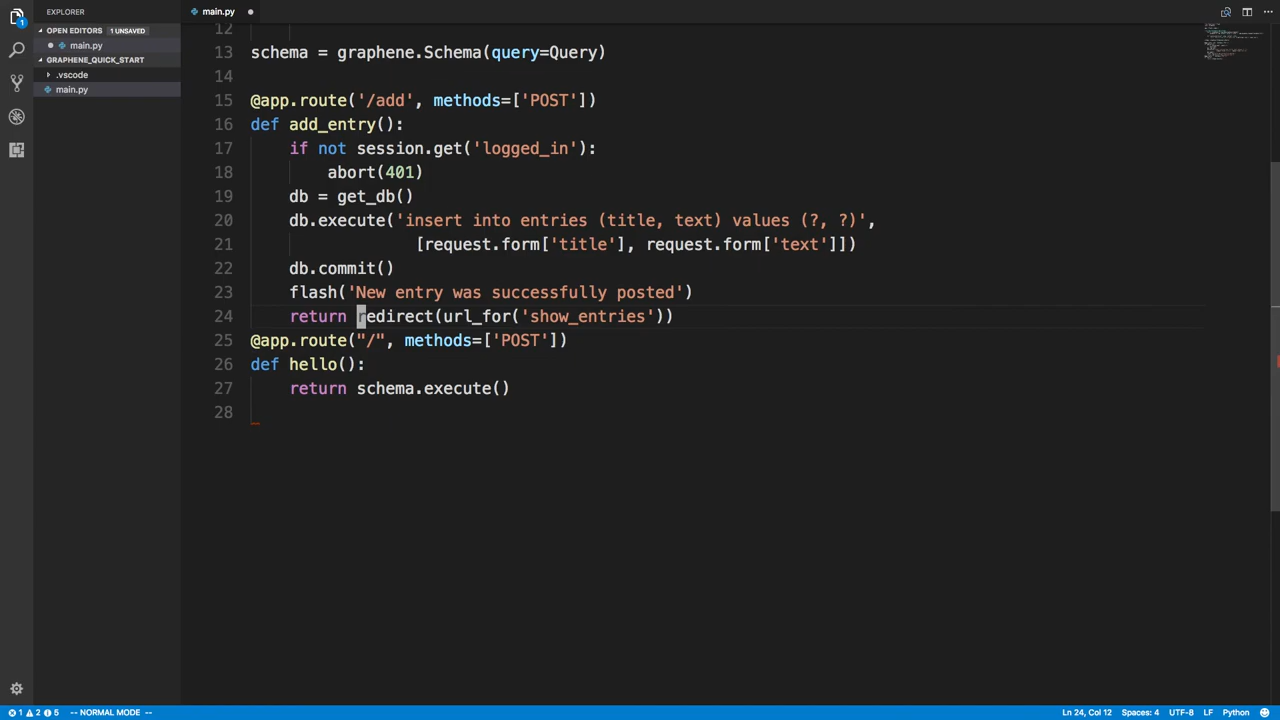 EXPLORER
main.py
OPEN EDITORS 1 UNSAVED
main.py
GRAPHENE_QUICK_START
.vscode
main.py
1
12
13 schema = graphene.Schema(query=Query)
14
15 @app.route('/add', methods=['POST'])
16 def add_entry():
17 if not session.get('logged_in'):
18 abort(401)
19 db = get_db()
20 db.execute('insert into entries (title, text) values (?, ?)',
21 [request.form['title'], request.form['text']])
22 db.commit()
23 flash('New entry was successfully posted')
24 return redirect(url_for('show_entries'))
25 @app.route("/", methods=['POST'])
26 def hello():
27 return schema.execute()
28
1 2 5 -- NORMAL MODE --
Ln 24, Col 12 Spaces: 4 UTF-8 LF Python